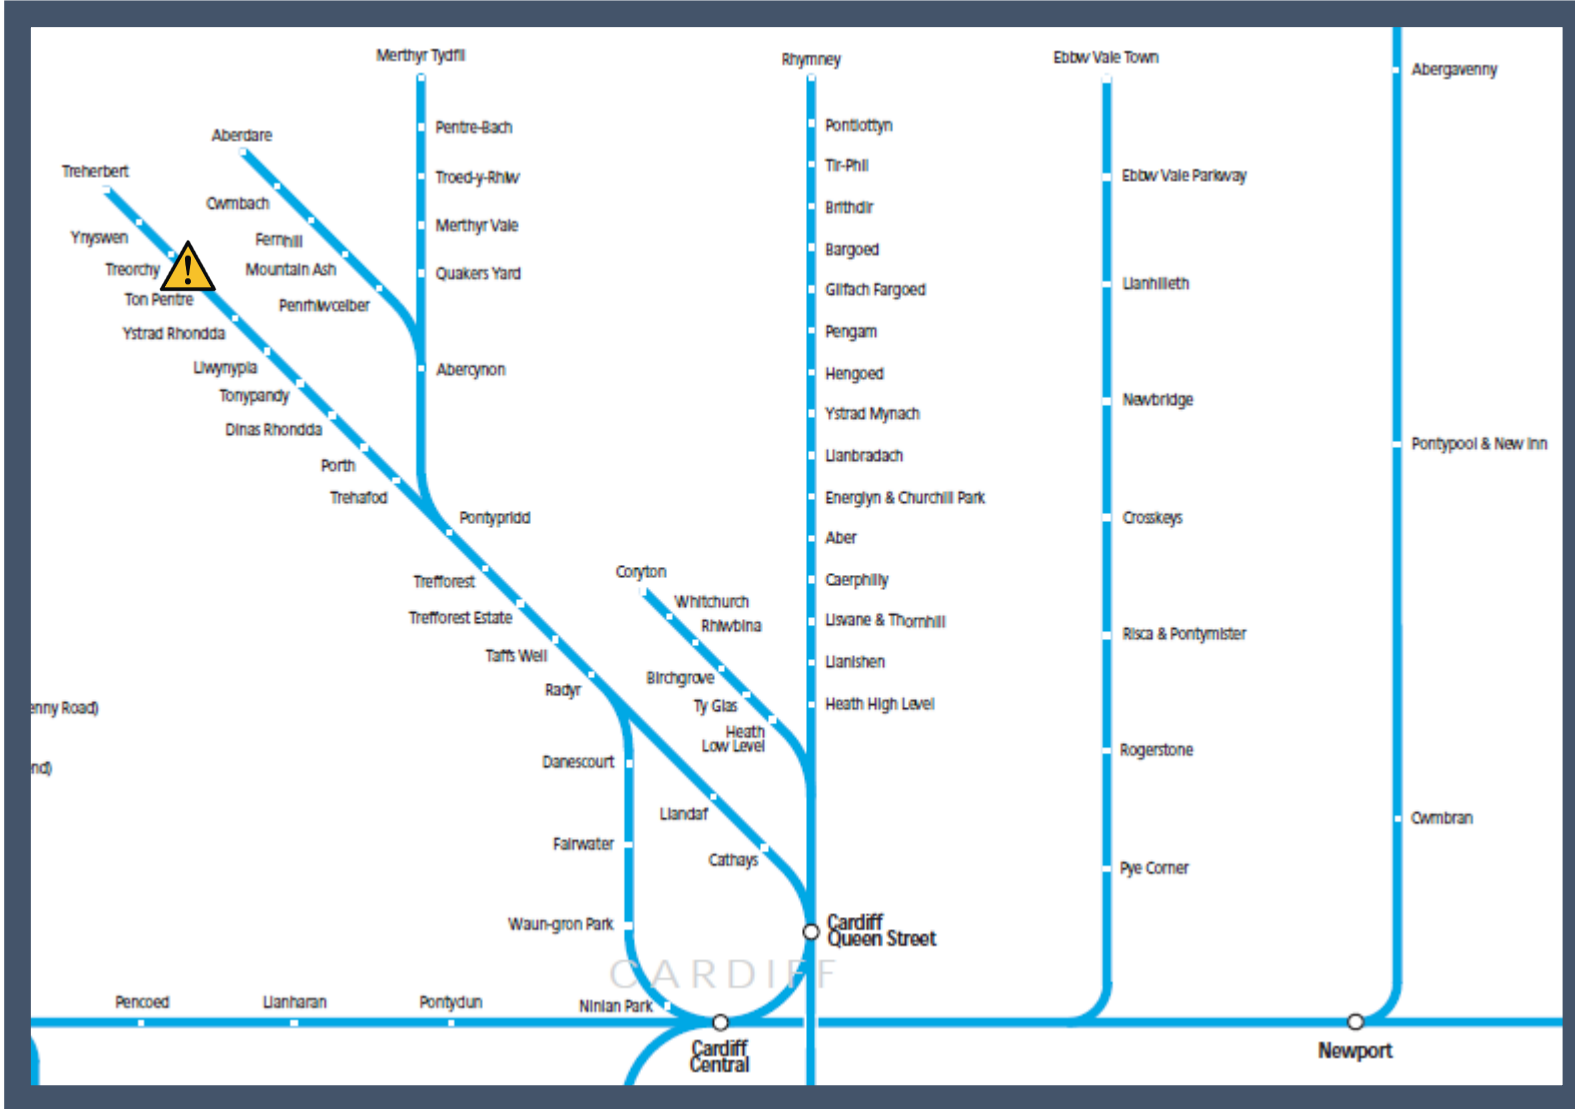 Merthyr Tydfil
Rhymney
Ebbw Vale Town
Abergavenny
Pentre-Bach
Pontlottyn
Aberdare
Treherbert
Tir-Phil
Troed-y-Rhiw
Ebbw Vale Parkway
Cwmbach
Brithdir
Merthyr Vale
Ynyswen
Fernhill
Bargoed
Treorchy
Mountain Ash
Quakers Yard
Llanhilleth
Gilfach Fargoed
Ton Pentre
Penrhiwceiber
Ystrad Rhondda
Pengam
Llwynypia
Abercynon
Hengoed
Tonypandy
Newbridge
Ystrad Mynach
Dinas Rhondda
Pontypool & New Inn
Llanbradach
Porth
Trehafod
Energlyn & Churchill Park
Pontypridd
Crosskeys
Aber
Coryton
Trefforest
Caerphilly
Whitchurch
Trefforest Estate
Rhiwbina
Lisvane & Thornhill
Risca & Pontymister
Taffs Well
Llanishen
Birchgrove
Radyr
Ty Glas
Heath High Level
enny Road)
Heath
Low Level
Danescourt
Rogerstone
nd)
Llandaf
Cwmbran
Fairwater
Cathays
Pye Corner
Waun-gron Park
Cardiff
Queen Street
CARDIFF
Pencoed
Llanharan
Pontyclun
Ninian Park
Cardiff
Central
Newport